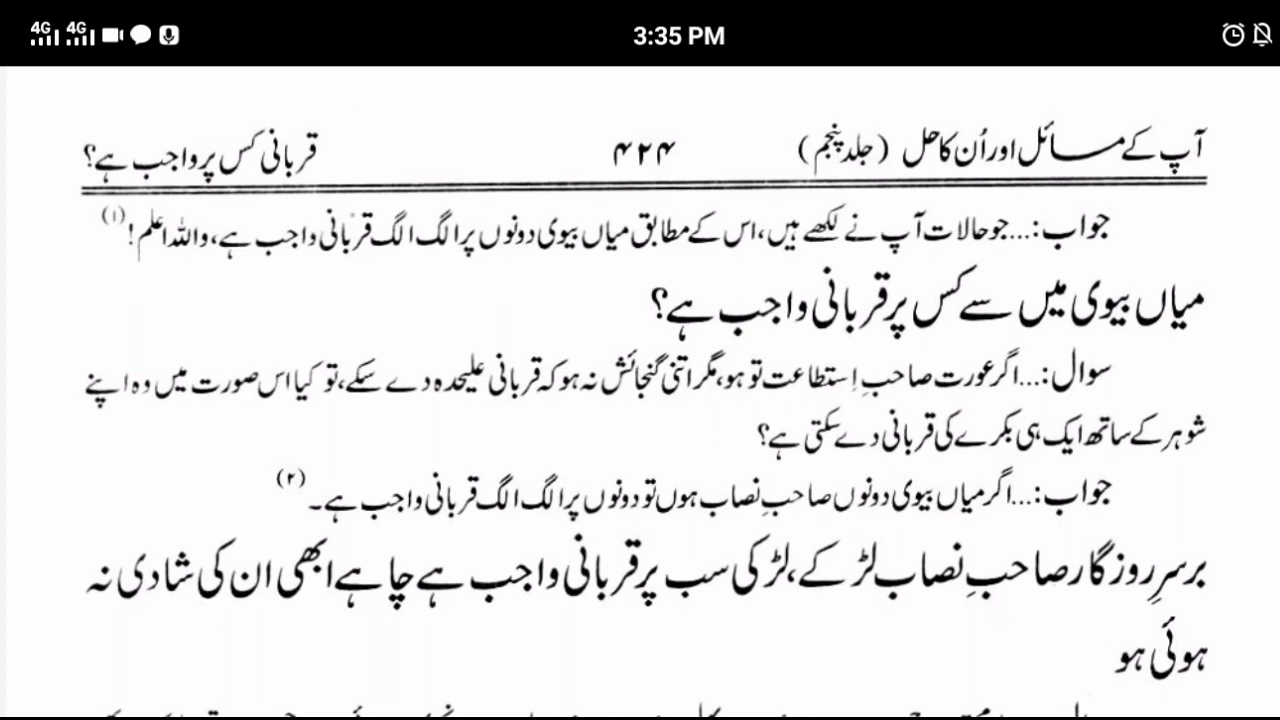 4G 4G 3:35 PM
آپ کے مسائل اور اُن کا حل (جلد پنجم) ۴۲۴ قربانی کس پر واجب ہے؟
جواب:... جو حالات آپ نے لکھے ہیں، اس کے مطابق میاں بیوی دونوں پر الگ الگ قربانی واجب ہے، واللہ اعلم!(۱)
میاں بیوی میں سے کس پر قربانی واجب ہے؟
سوال:... اگر عورت صاحبِ اِستطاعت تو ہو، مگر اتنی گنجائش نہ ہو کہ قربانی علیحدہ دے سکے، تو کیا اس صورت میں وہ اپنے
شوہر کے ساتھ ایک ہی بکرے کی قربانی دے سکتی ہے؟
جواب:... اگر میاں بیوی دونوں صاحبِ نصاب ہوں تو دونوں پر الگ الگ قربانی واجب ہے۔(۲)
برسرِ روزگار صاحبِ نصاب لڑکے، لڑکی سب پر قربانی واجب ہے چاہے ابھی ان کی شادی نہ
ہوئی ہو